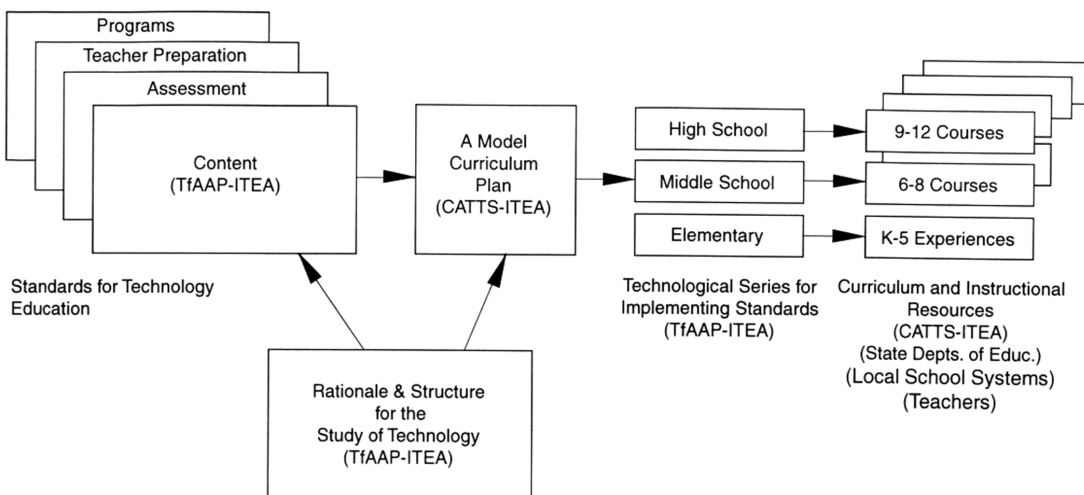 Programs
Teacher Preparation
Assessment
Content
(TfAAP-ITEA)
Standards for Technology
Education
A Model
Curriculum
Plan
(CATTS-ITEA)
Rationale & Structure
for the
Study of Technology
(TfAAP-ITEA)
High School
Middle School
Elementary
Technological Series for
Implementing Standards
(TfAAP-ITEA)
9-12 Courses
6-8 Courses
K-5 Experiences
Curriculum and Instructional
Resources
(CATTS-ITEA)
(State Depts. of Educ.)
(Local School Systems)
(Teachers)